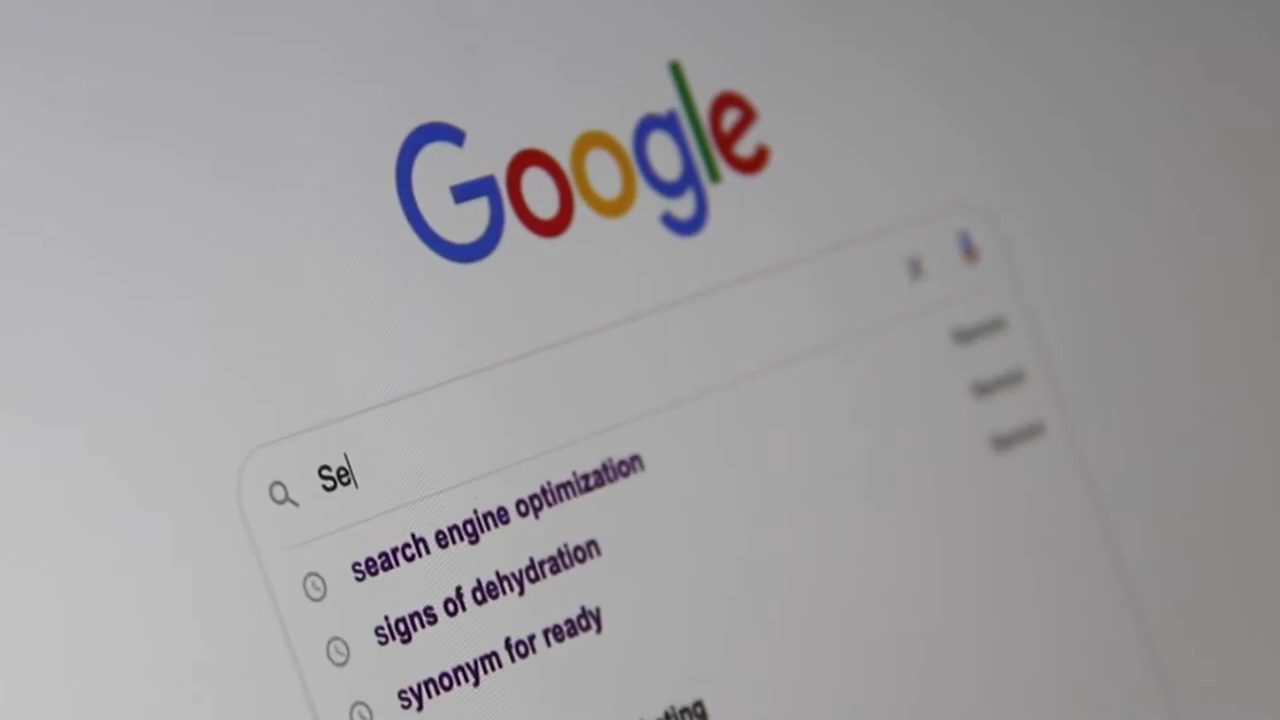 Google
Se
search engine optimization
signs of dehydration
synonym for ready